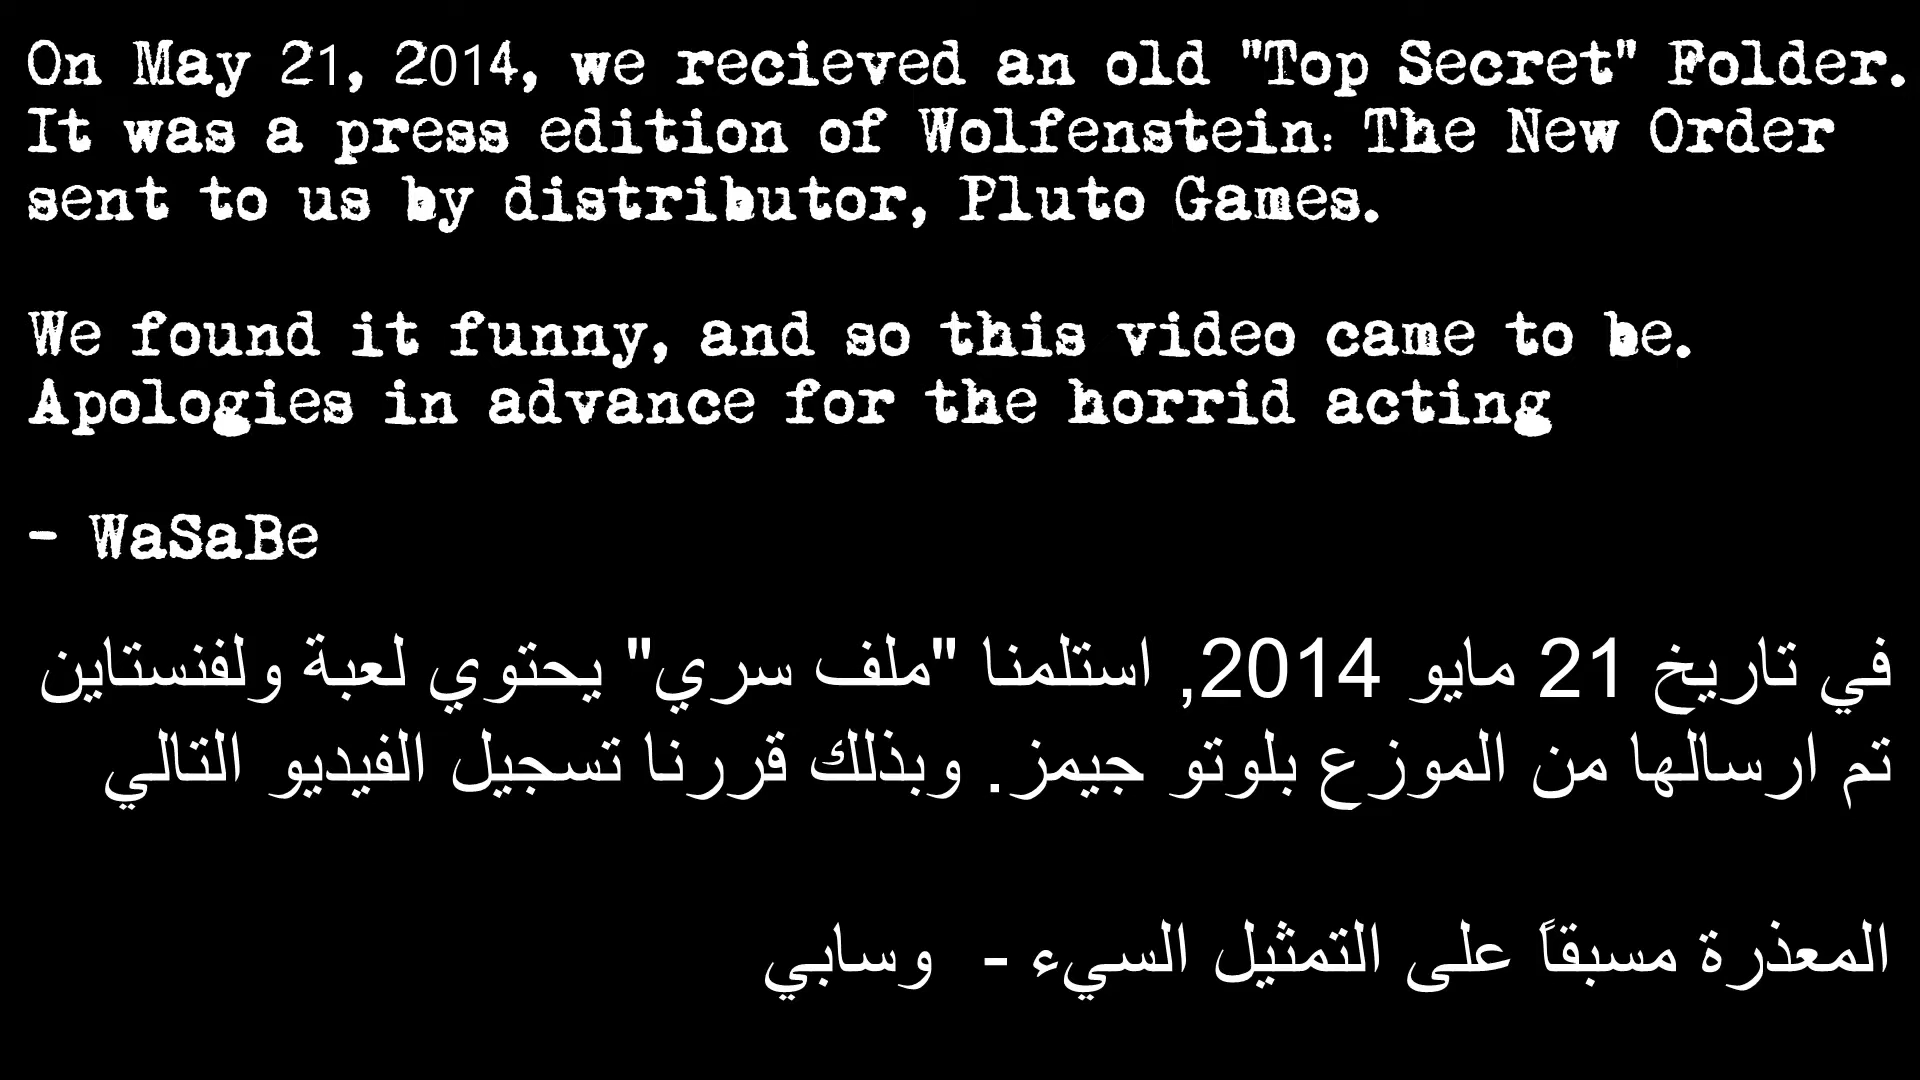 On May 21, 2014, we recieved an old "Top Secret" Folder.
It was a press edition of Wolfenstein: The New Order
sent to us by distributor, Pluto Games.
We found it funny, and so this video came to be.
Apologies in advance for the horrid acting
- WaSaBe
في تاريخ 21 مايو 2014, استلمنا "ملف سري" يحتوي لعبة ولفنستاين
تم ارسالها من الموزع بلوتو جيمز. وبذلك قررنا تسجيل الفيديو التالي
المعذرة مسبقاً على التمثيل السيء - وسابي